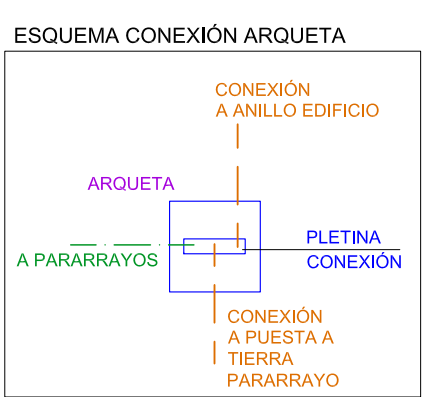 ESQUEMA CONEXIÓN ARQUETA
CONEXIÓN
A ANILLO EDIFICIO
ARQUETA
PLETINA
CONEXIÓN
A PARARRAYOS
CONEXIÓN
A PUESTA A
TIERRA
PARARRAYO